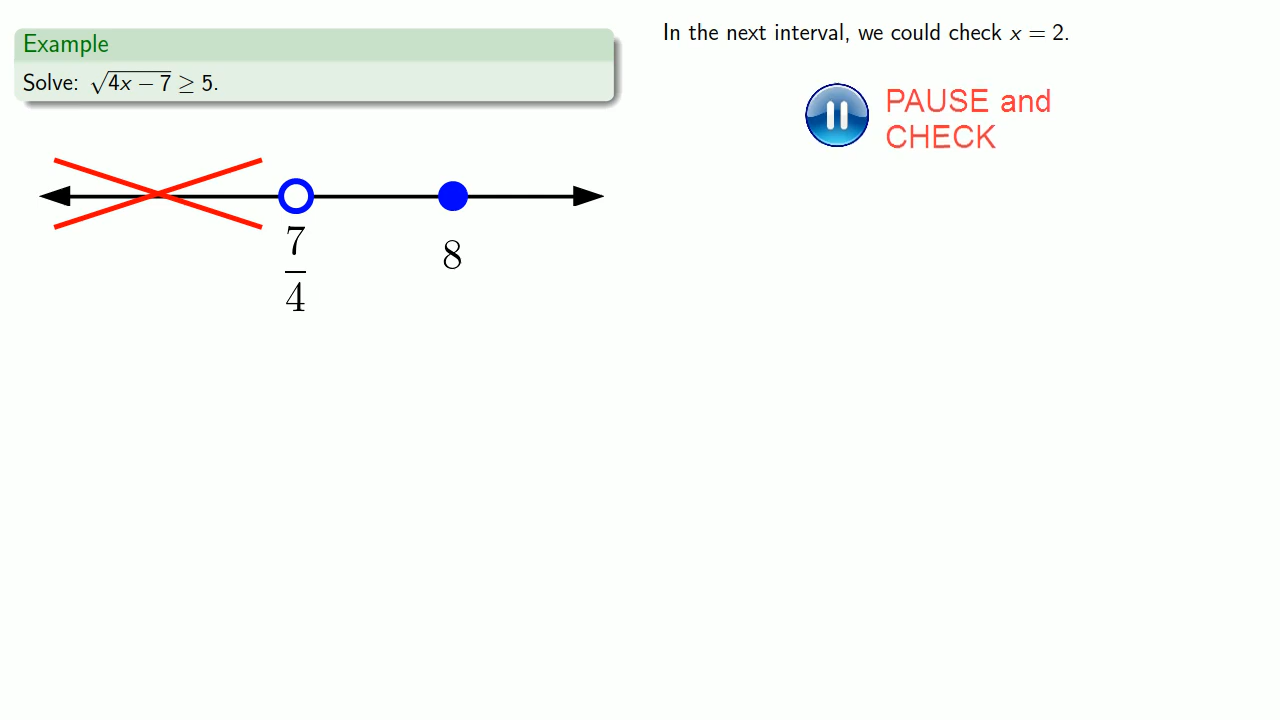 Example
Solve: √4x − 7 ≥ 5.
In the next interval, we could check x = 2.
PAUSE and
CHECK
7
4
8